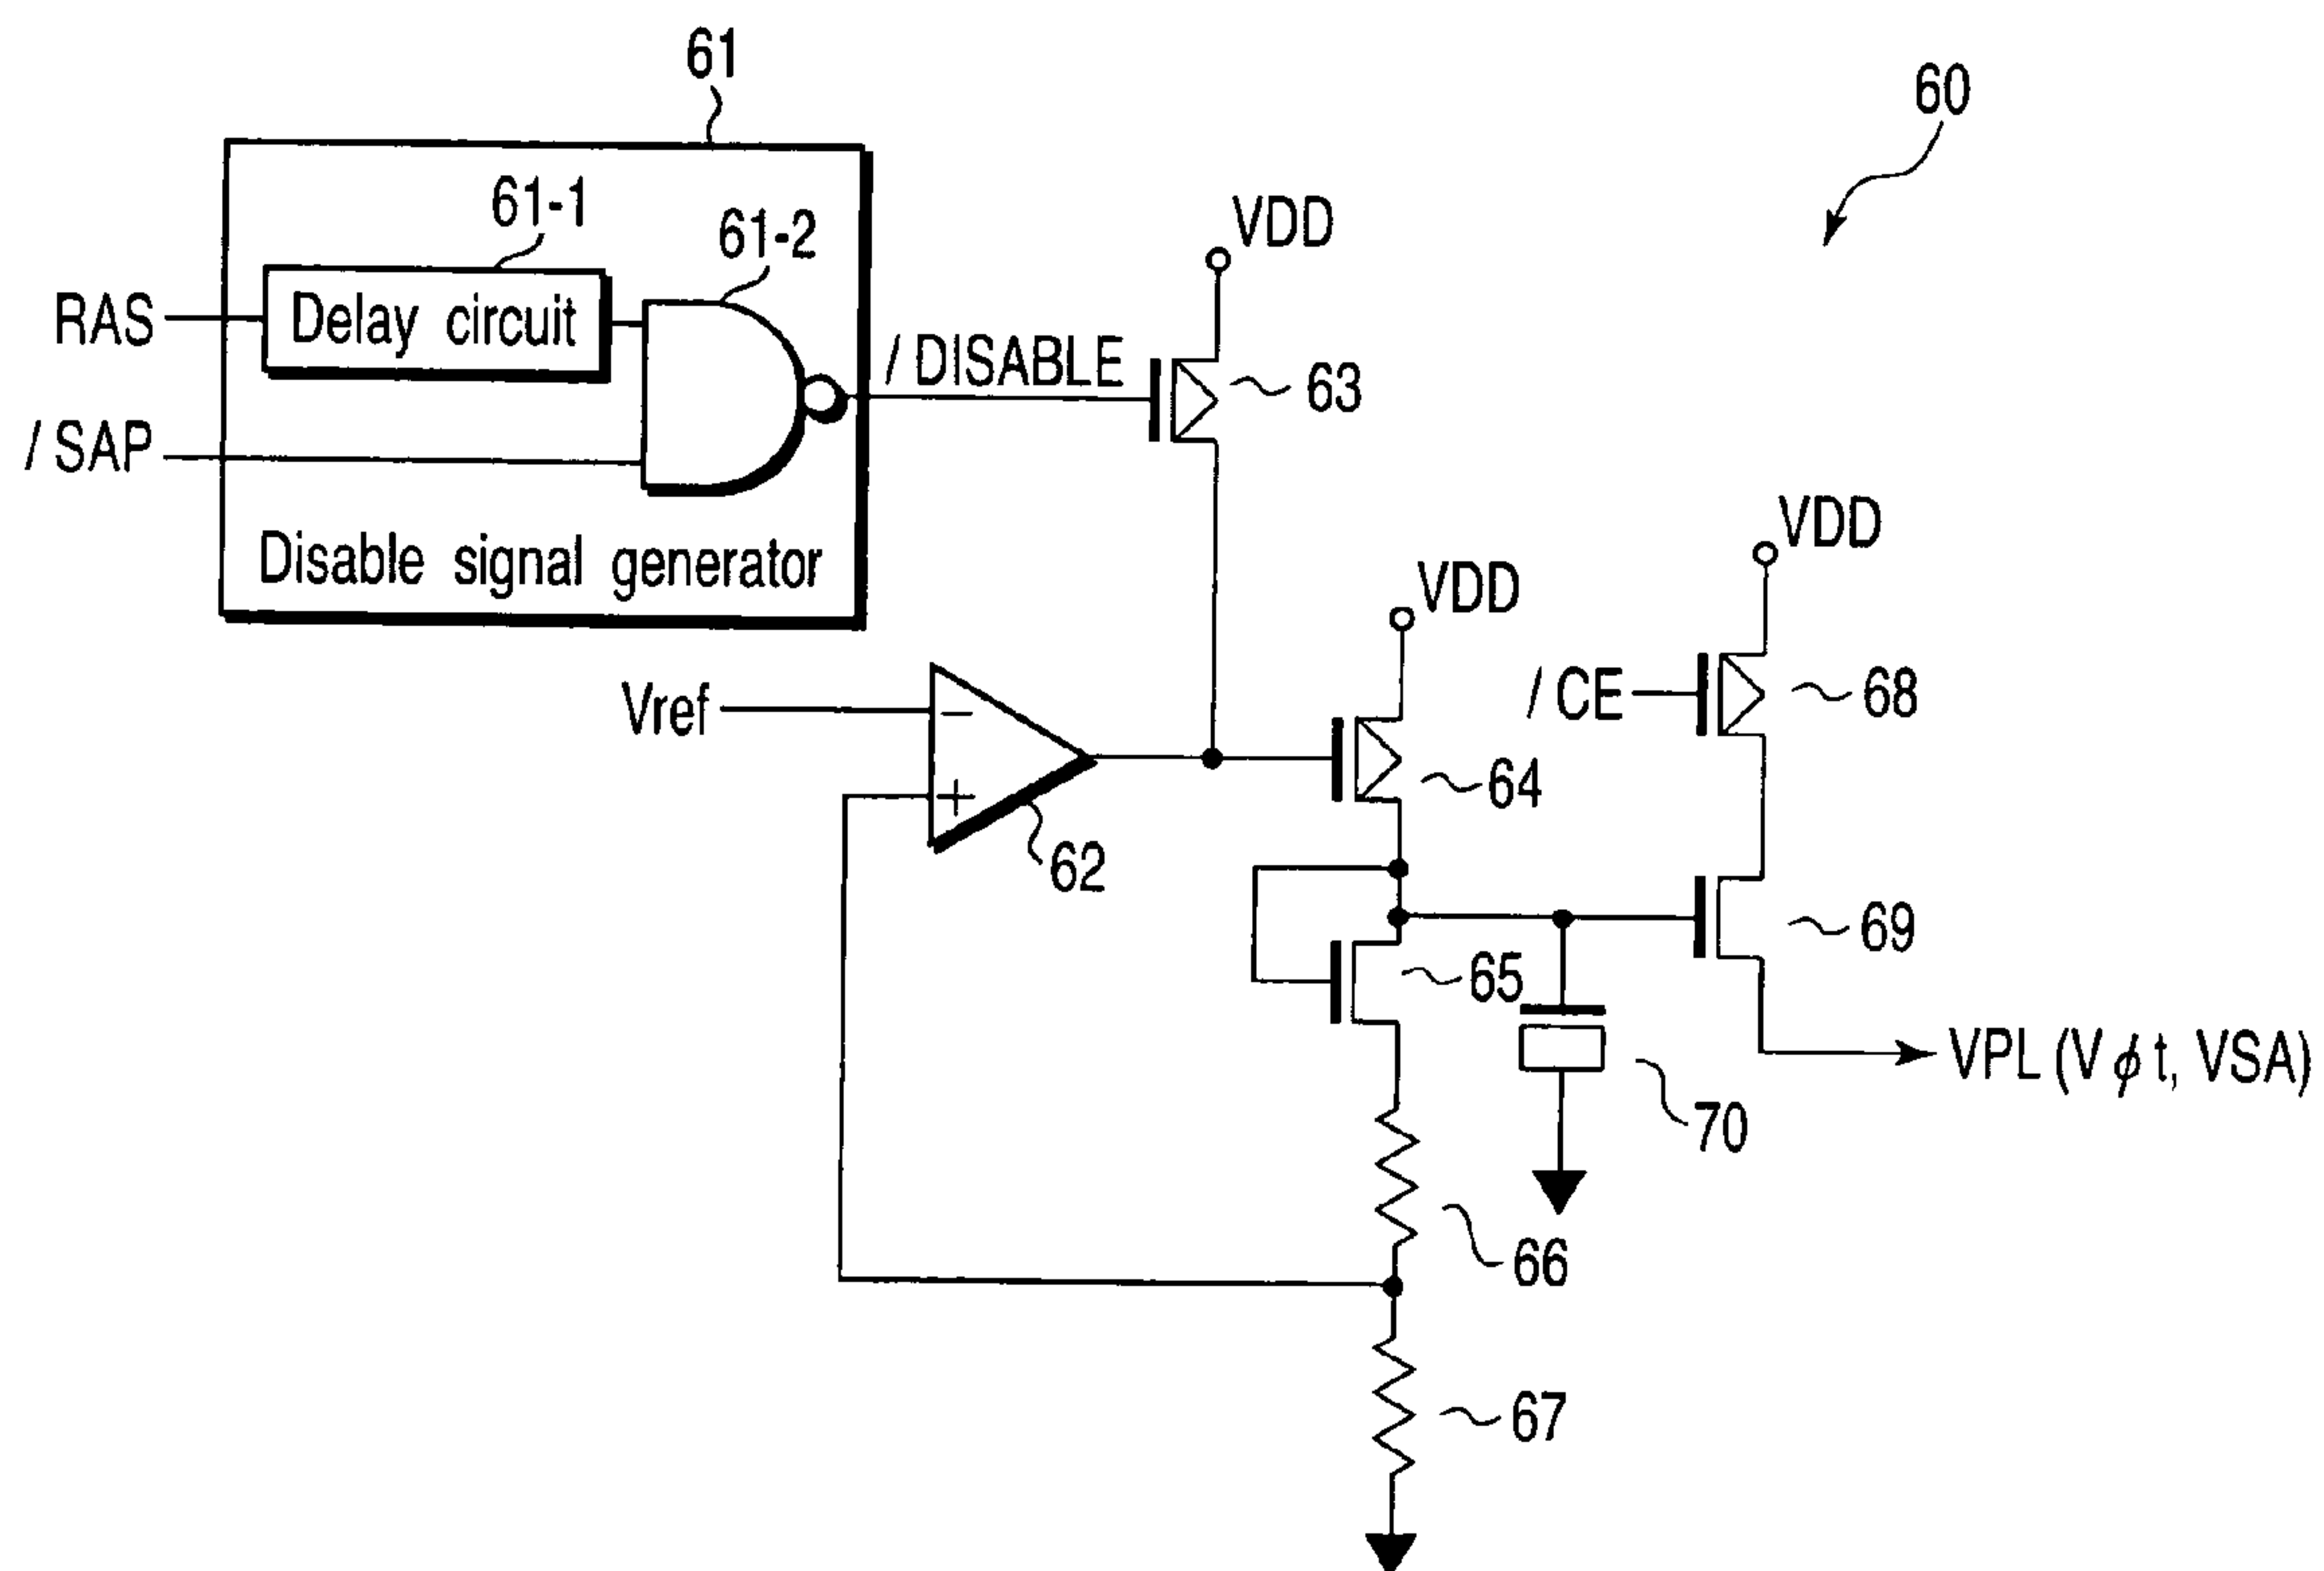 61
60
61-1
61-2
VDD
RAS
Delay circuit
/ DISABLE
63
/ SAP
VDD
Disable signal generator
VDD
Vref
−
/ CE
68
64
+
62
69
65
VPL (Vϕt, VSA)
70
66
67